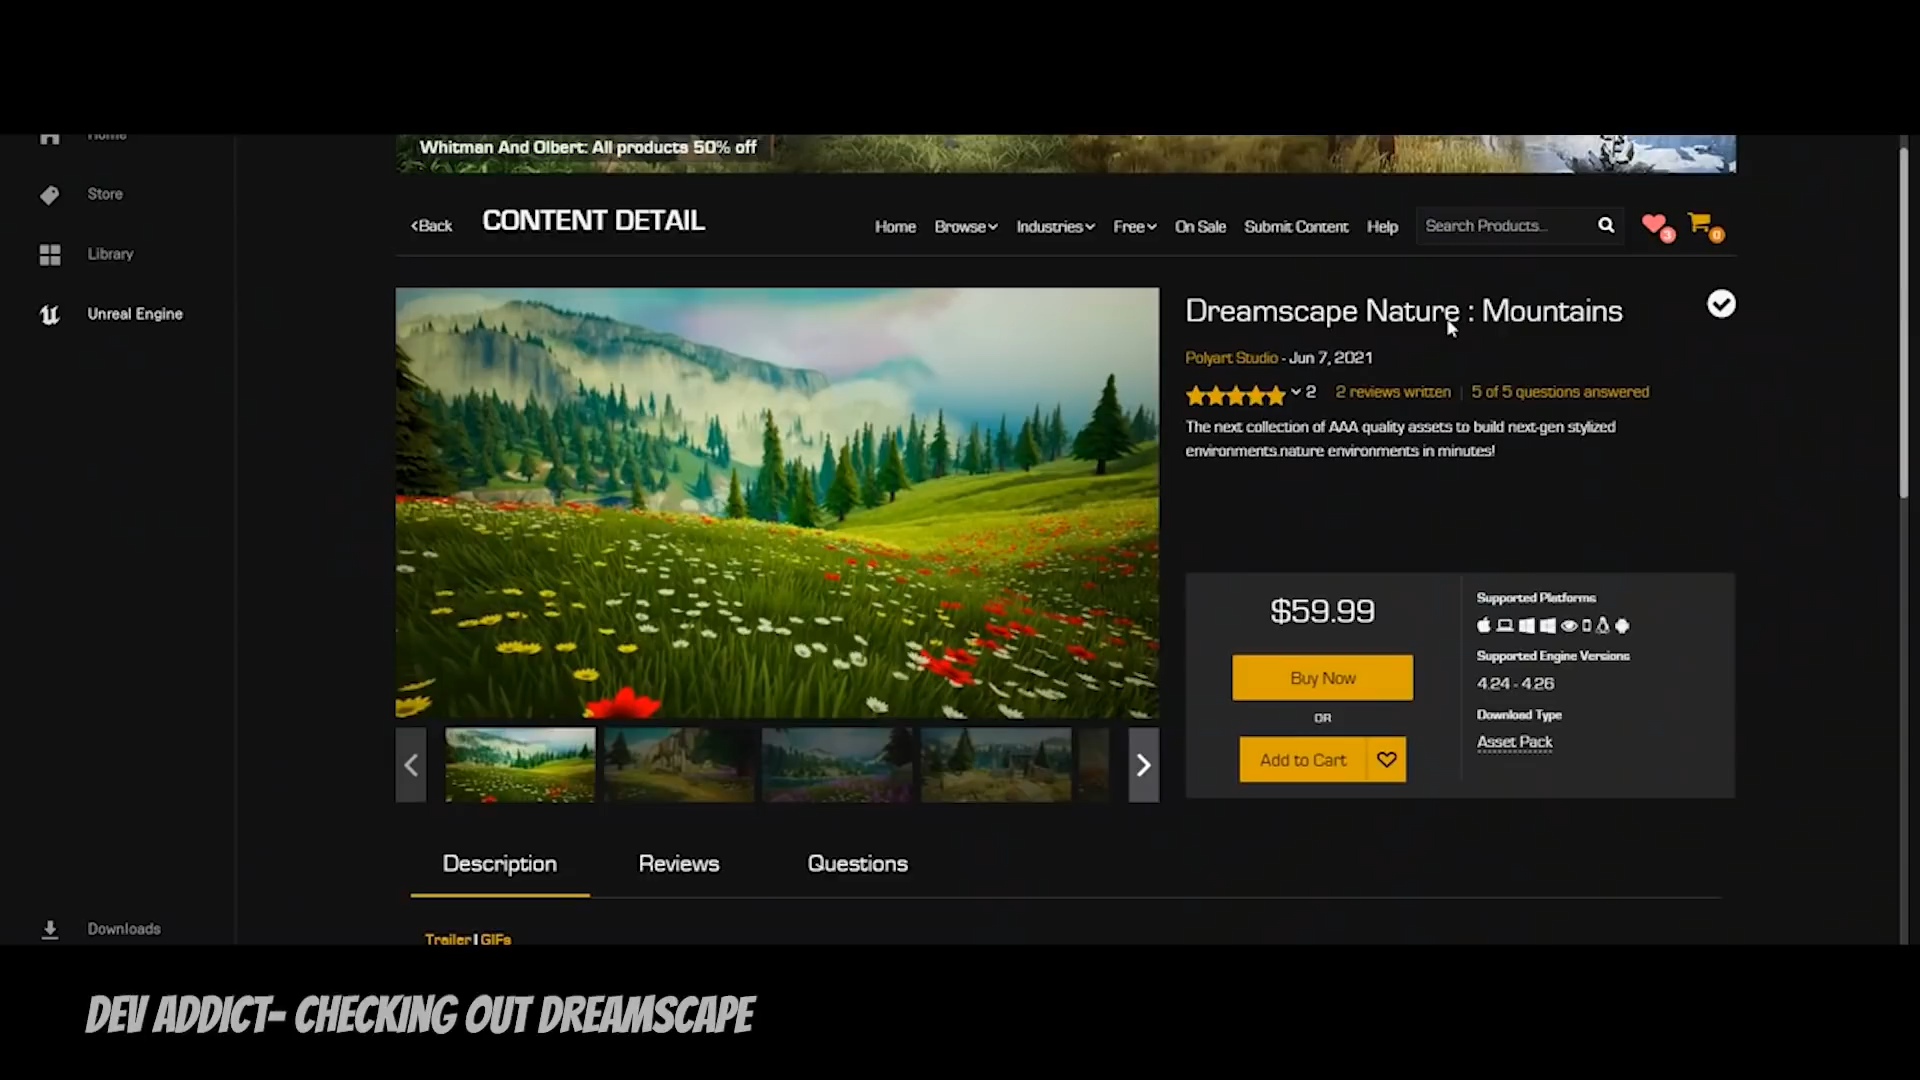 Home
Whitman And Olbert: All products 50% off
Store
<Back
CONTENT DETAIL
Home
Browse
Industries
Free
On Sale
Submit Content
Help
Search Products...
3
0
Library
Unreal Engine
Dreamscape Nature : Mountains
Polyart Studio - Jun 7, 2021
2
2 reviews written | 5 of 5 questions answered
The next collection of AAA quality assets to build next-gen stylized
environments.nature environments in minutes!
$59.99
Buy Now
OR
Add to Cart
Supported Platforms
Supported Engine Versions
4.24 - 4.26
Download Type
Asset Pack
Description
Reviews
Questions
Trailer | GIFs
Downloads
DEV ADDICT- CHECKING OUT DREAMSCAPE